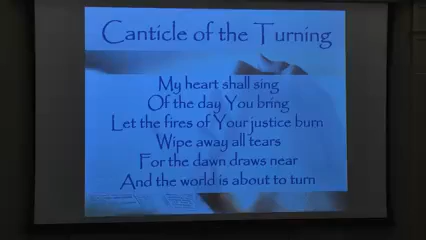 Canticle of the Turning
My heart shall sing
Of the day You bring
Let the fires of Your justice burn
Wipe away all tears
For the dawn draws near
And the world is about to turn